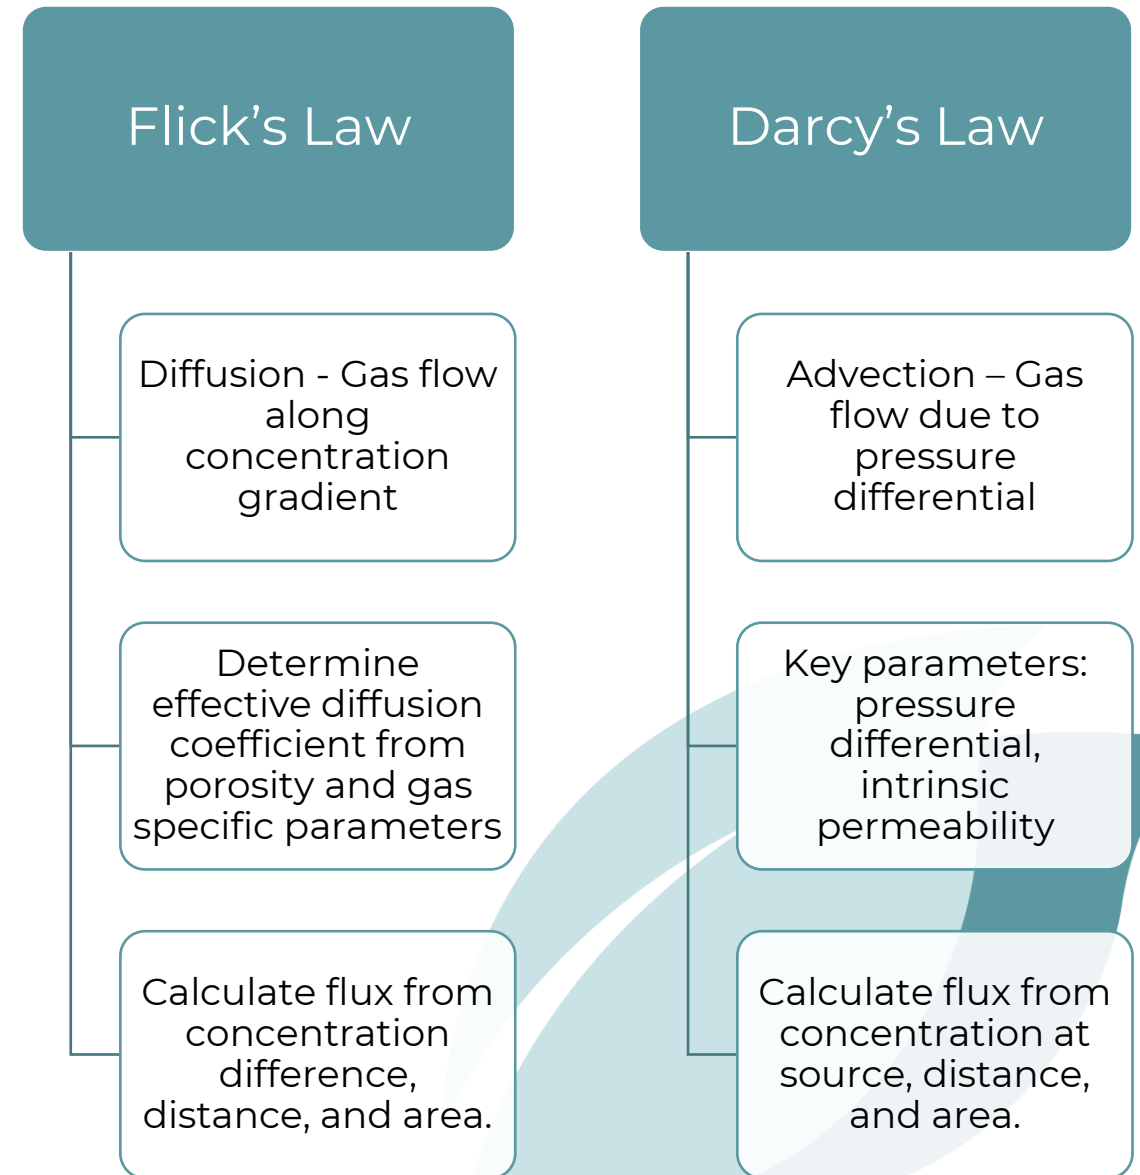 Flick’s Law
Diffusion - Gas flow
along
concentration
gradient
Determine
effective diffusion
coefficient from
porosity and gas
specific parameters
Calculate flux from
concentration
difference,
distance, and area.
Darcy’s Law
Advection – Gas
flow due to
pressure
differential
Key parameters:
pressure
differential,
intrinsic
permeability
Calculate flux from
concentration at
source, distance,
and area.